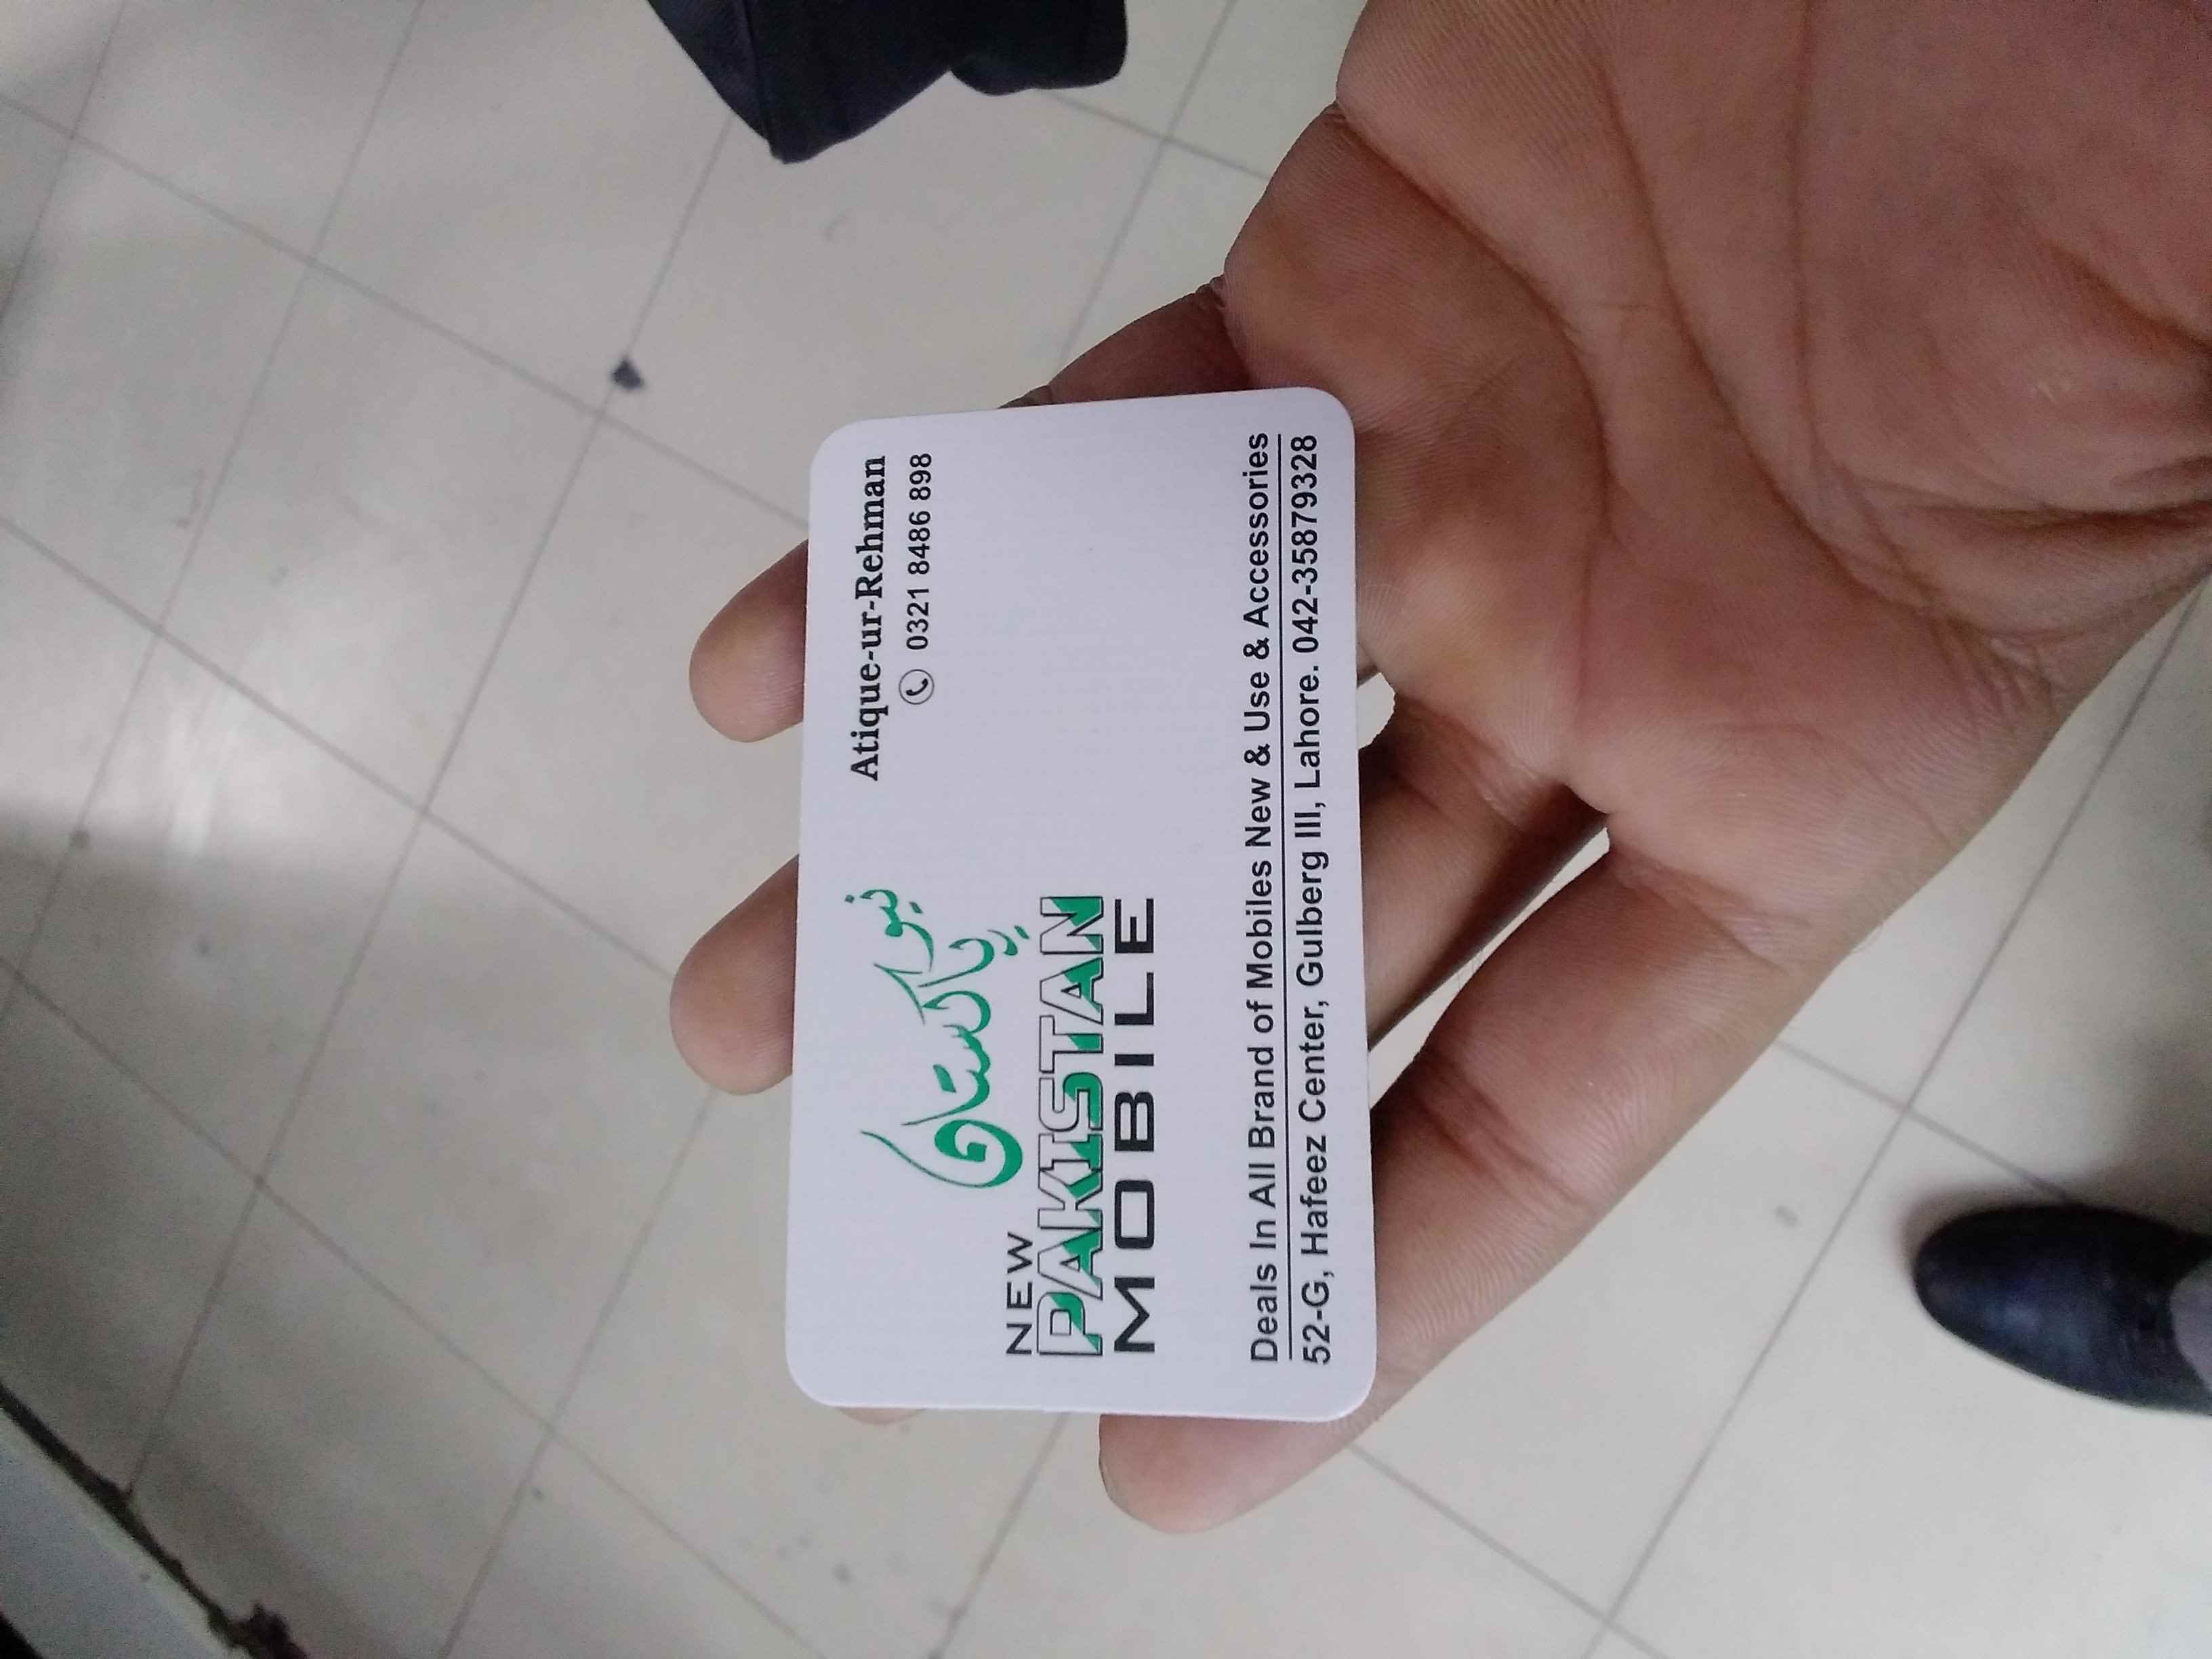 نیو
پاکستان
NEW
PAKISTAN
MOBILE
Atique-ur-Rehman
0321 8486 898
Deals In All Brand of Mobiles New & Use & Accessories
52-G, Hafeez Center, Gulberg III, Lahore. 042-35879328